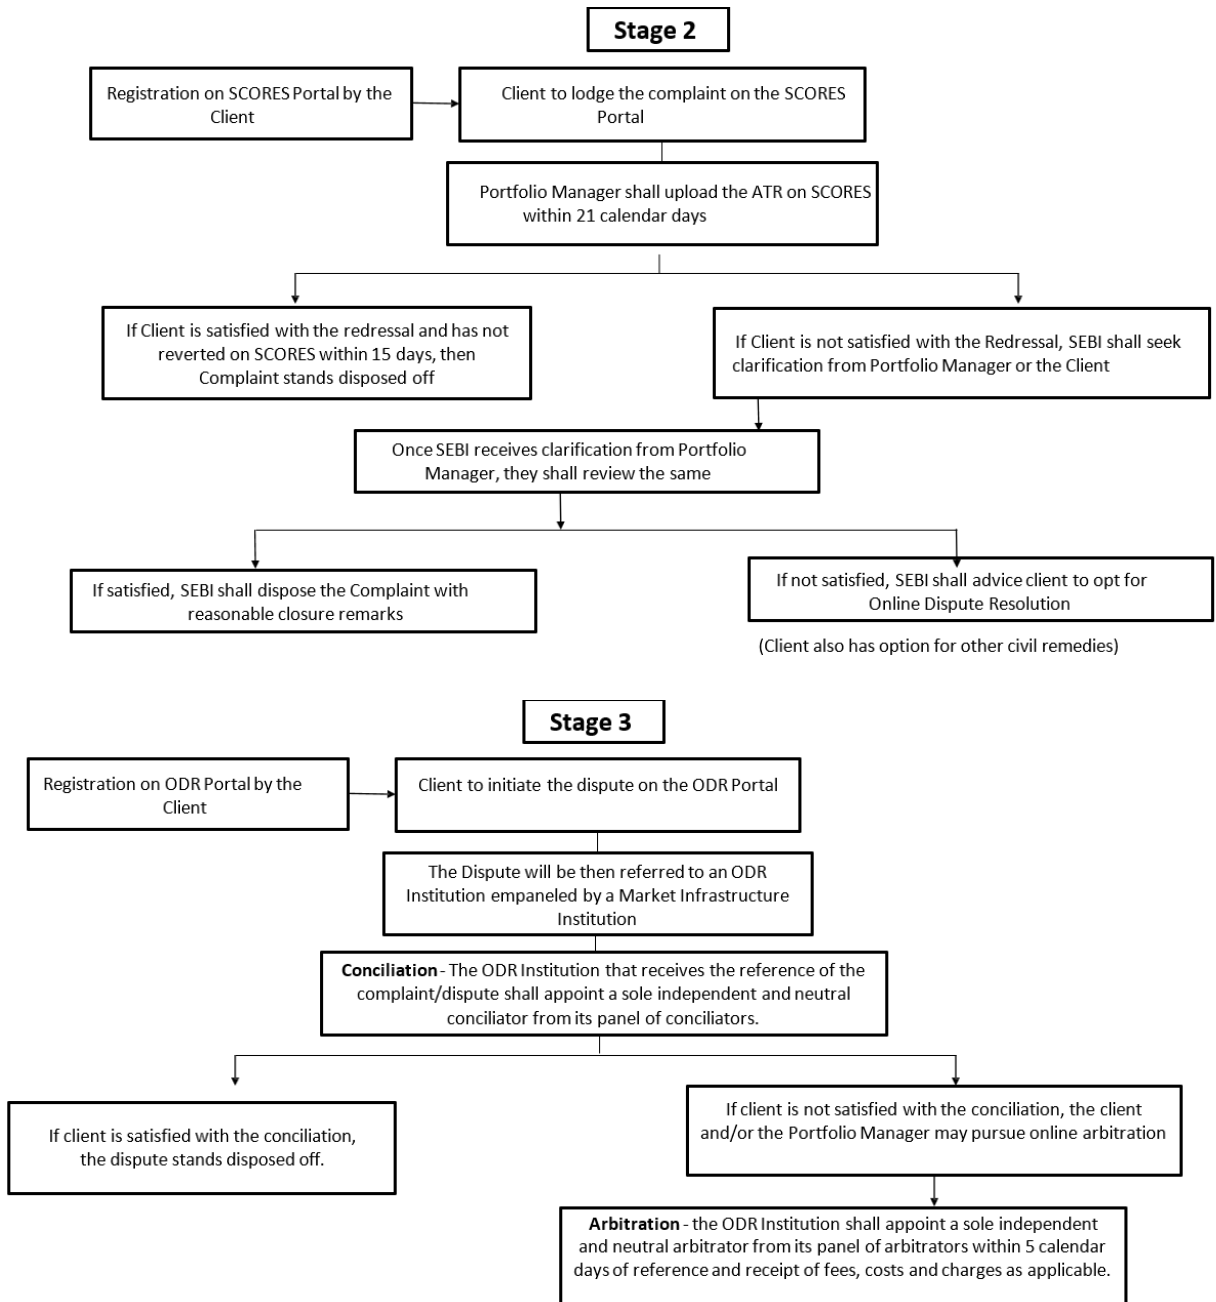 Stage 2
Registration on SCORES Portal by the
Client
Client to lodge the complaint on the SCORES
Portal
Portfolio Manager shall upload the ATR on SCORES
within 21 calendar days
If Client is satisfied with the redressal and has not
reverted on SCORES within 15 days, then
Complaint stands disposed off
If Client is not satisfied with the Redressal, SEBI shall seek
clarification from Portfolio Manager or the Client
Once SEBI receives clarification from Portfolio
Manager, they shall review the same
If satisfied, SEBI shall dispose the Complaint with
reasonable closure remarks
If not satisfied, SEBI shall advice client to opt for
Online Dispute Resolution
(Client also has option for other civil remedies)
Stage 3
Registration on ODR Portal by the
Client
Client to initiate the dispute on the ODR Portal
The Dispute will be then referred to an ODR
Institution empaneled by a Market Infrastructure
Institution
Conciliation - The ODR Institution that receives the reference of the
complaint/dispute shall appoint a sole independent and neutral
conciliator from its panel of conciliators.
If client is satisfied with the conciliation,
the dispute stands disposed off.
If client is not satisfied with the conciliation, the client
and/or the Portfolio Manager may pursue online arbitration
Arbitration - the ODR Institution shall appoint a sole independent
and neutral arbitrator from its panel of arbitrators within 5 calendar
days of reference and receipt of fees, costs and charges as applicable.